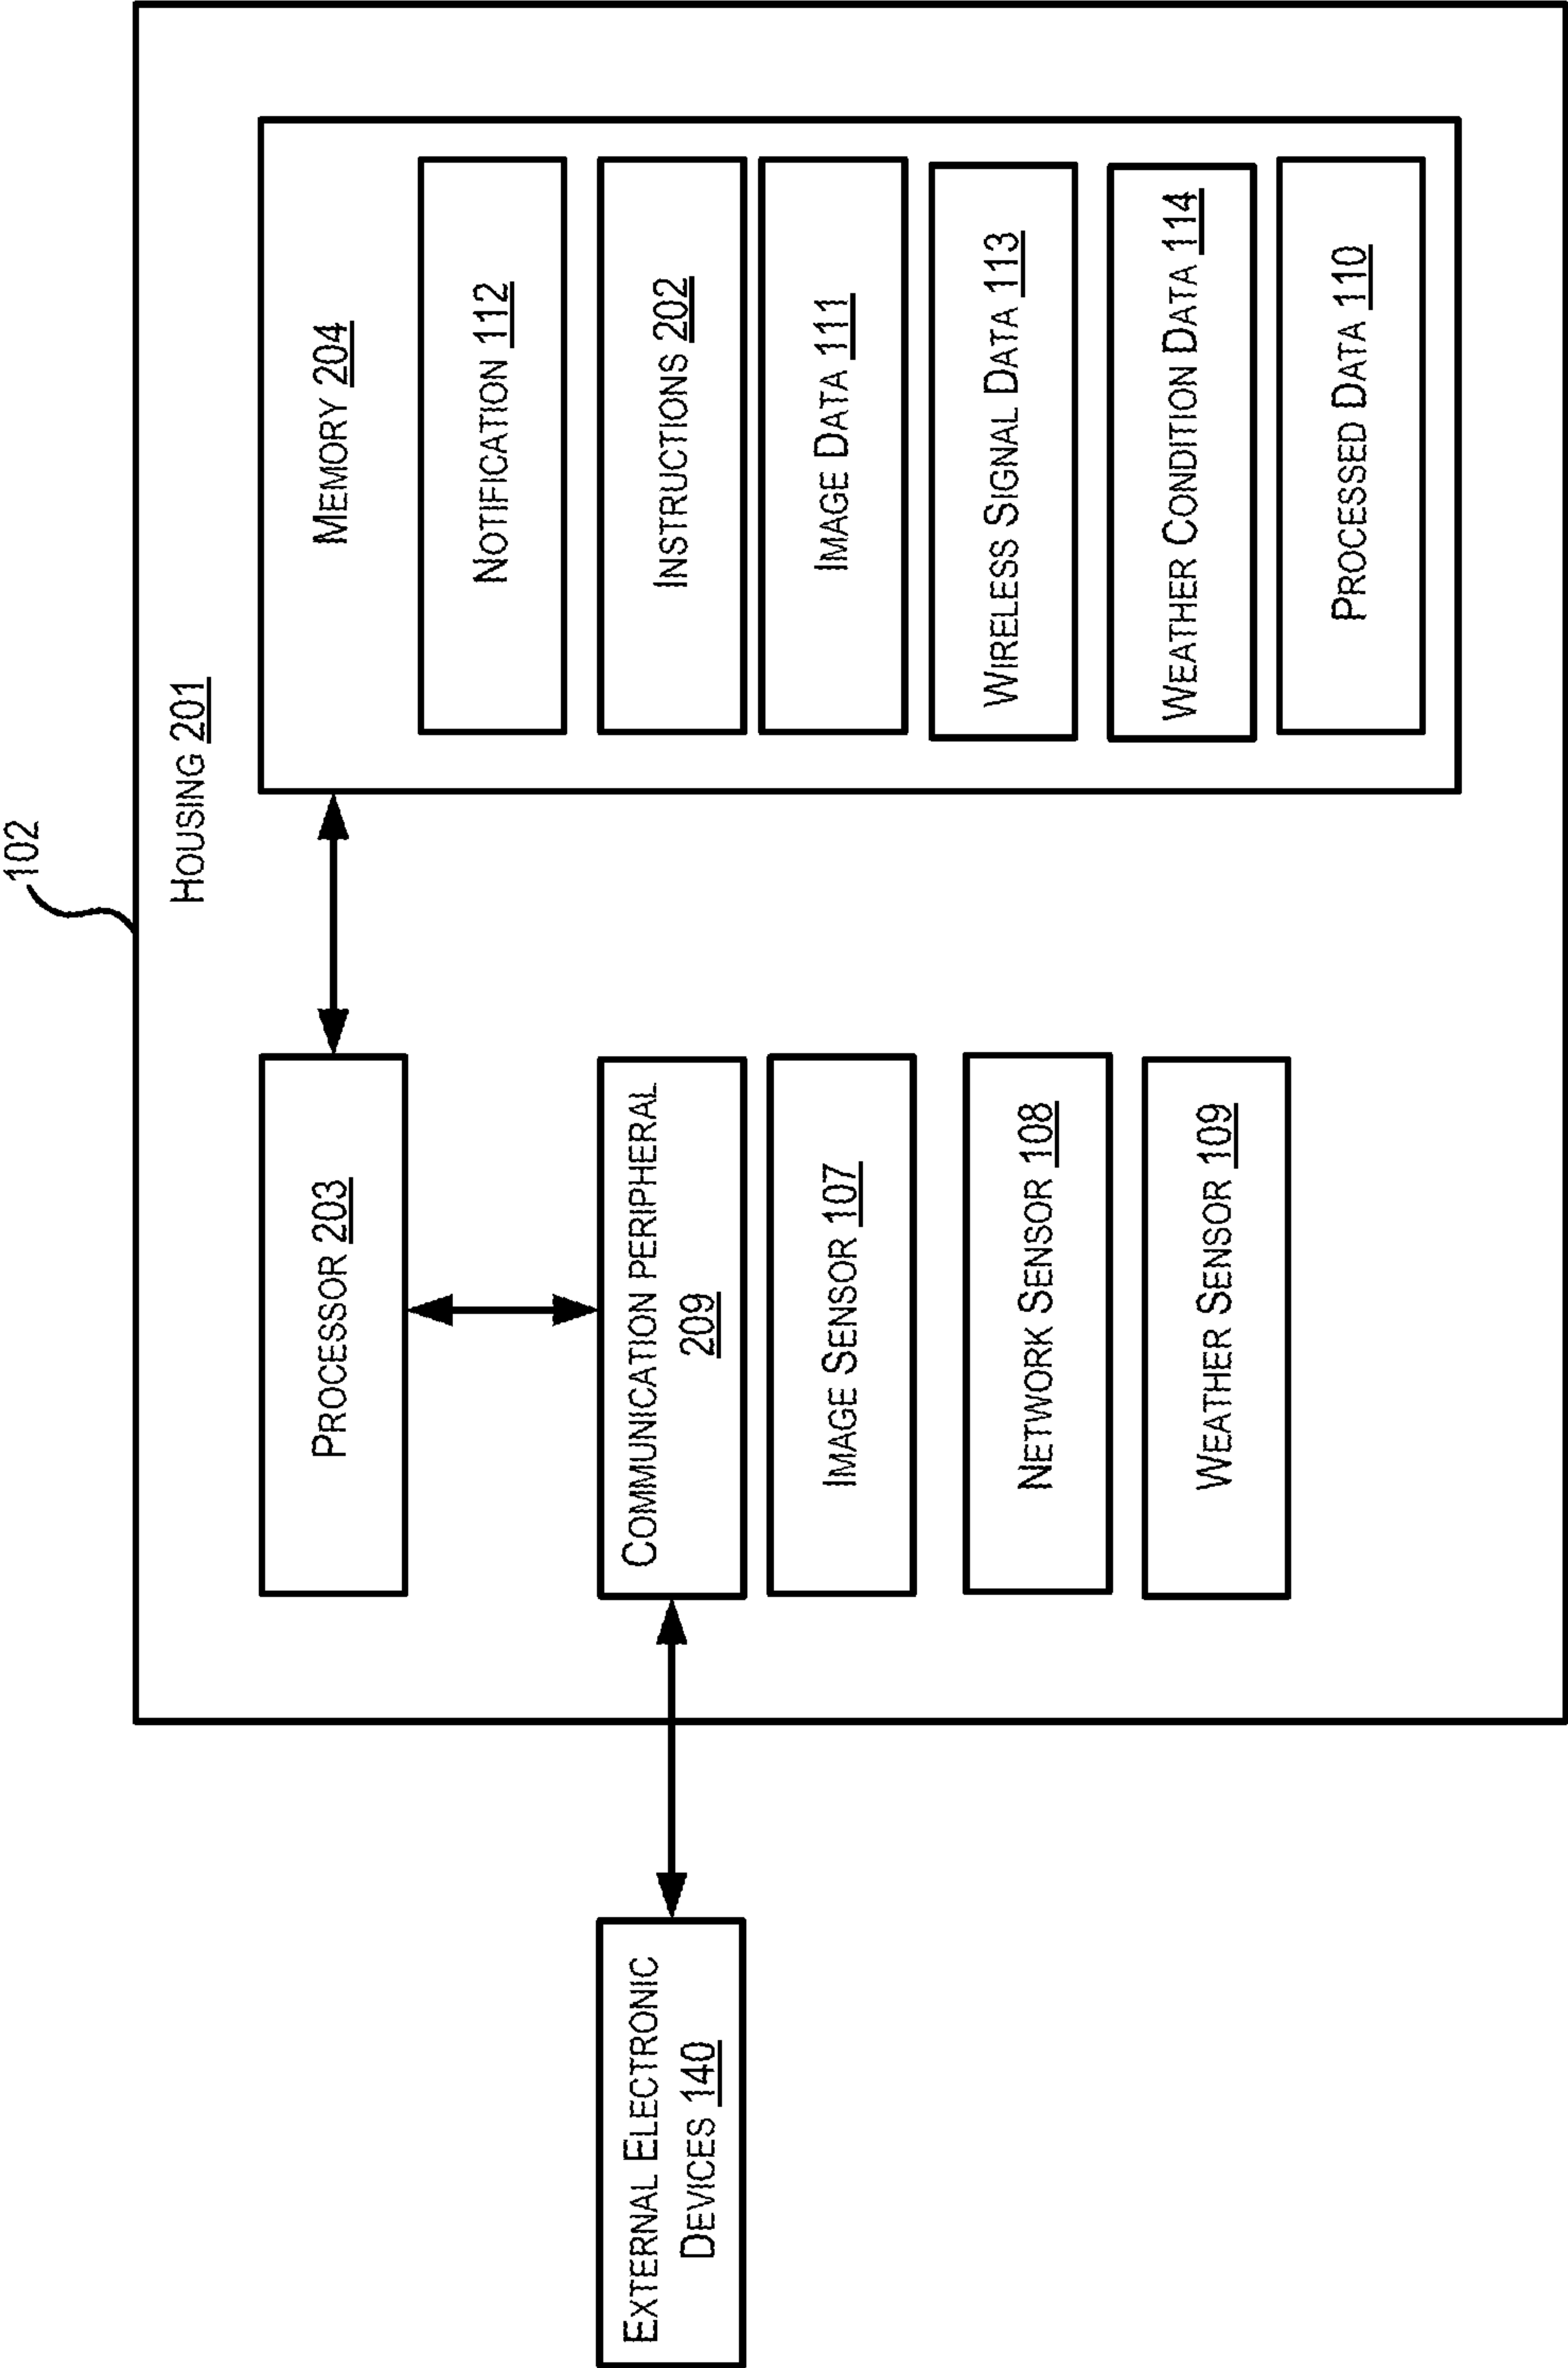 102
HOUSING 201
PROCESSOR 203
MEMORY 204
NOTIFICATION 112
INSTRUCTIONS 202
IMAGE DATA 111
WIRELESS SIGNAL DATA 113
WEATHER CONDITION DATA 114
PROCESSED DATA 110
COMMUNICATION PERIPHERAL
209
IMAGE SENSOR 107
NETWORK SENSOR 108
WEATHER SENSOR 109
EXTERNAL ELECTRONIC
DEVICES 140